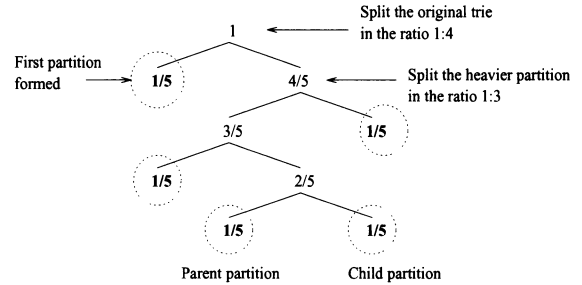 1
Split the original trie
in the ratio 1:4
First partition
formed
1/5
4/5
Split the heavier partition
in the ratio 1:3
3/5
1/5
1/5
2/5
1/5
1/5
Parent partition
Child partition